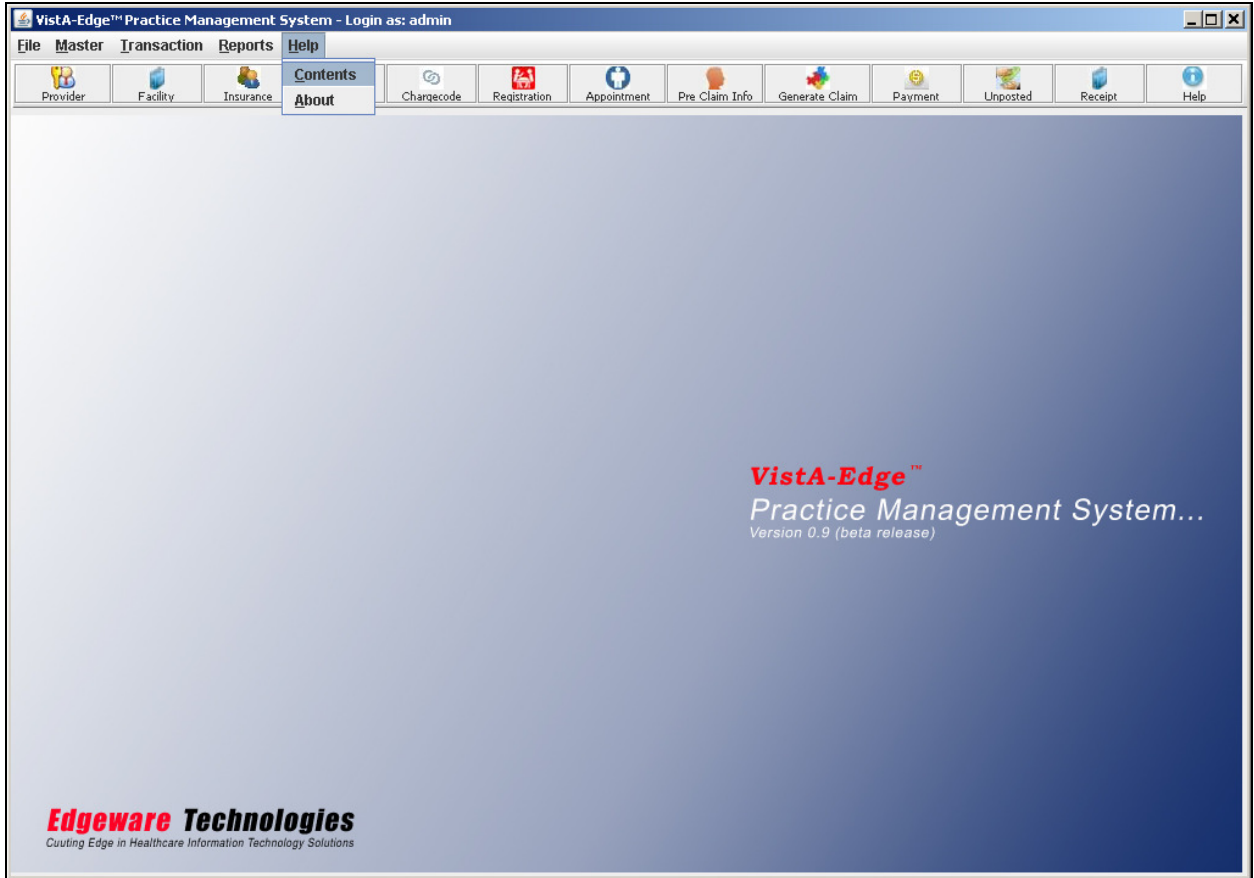 VistA-Edge™ Practice Management System - Login as: admin
File Master Transaction Reports Help
Contents
About
Provider Facility Insurance Chargecode Registration Appointment Pre Claim Info Generate Claim Payment Unposted Receipt Help
VistA-Edge™
Practice Management System...
Version 0.9 (beta release)
Edgeware Technologies
Cuuting Edge in Healthcare Information Technology Solutions